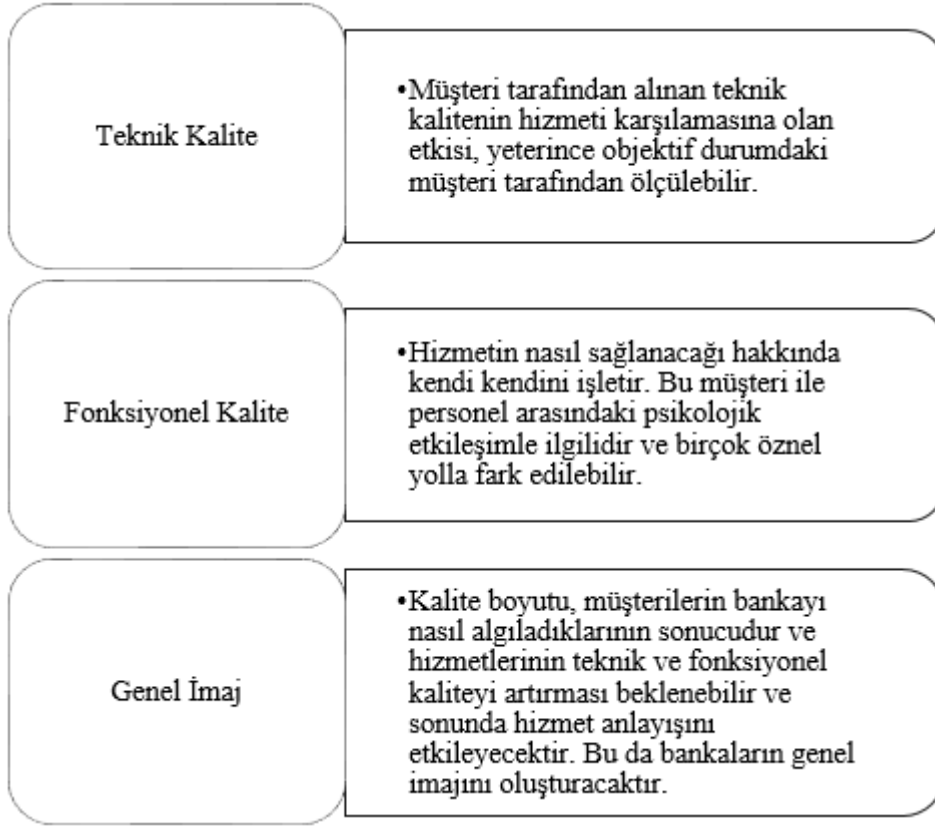 Teknik Kalite
•Müşteri tarafından alınan teknik
kalitenin hizmeti karşılamasına olan
etkisi, yeterince objektif durumdaki
müşteri tarafından ölçülebilir.
Fonksiyonel Kalite
•Hizmetin nasıl sağlanacağı hakkında
kendi kendini işletir. Bu müşteri ile
personel arasındaki psikolojik
etkileşimle ilgilidir ve birçok öznel
yolla fark edilebilir.
Genel İmaj
•Kalite boyutu, müşterilerin bankayı
nasıl algıladıklarının sonucudur ve
hizmetlerinin teknik ve fonksiyonel
kaliteyi artırması beklenebilir ve
sonunda hizmet anlayışını
etkileyecektir. Bu da bankaların genel
imajını oluşturacaktır.